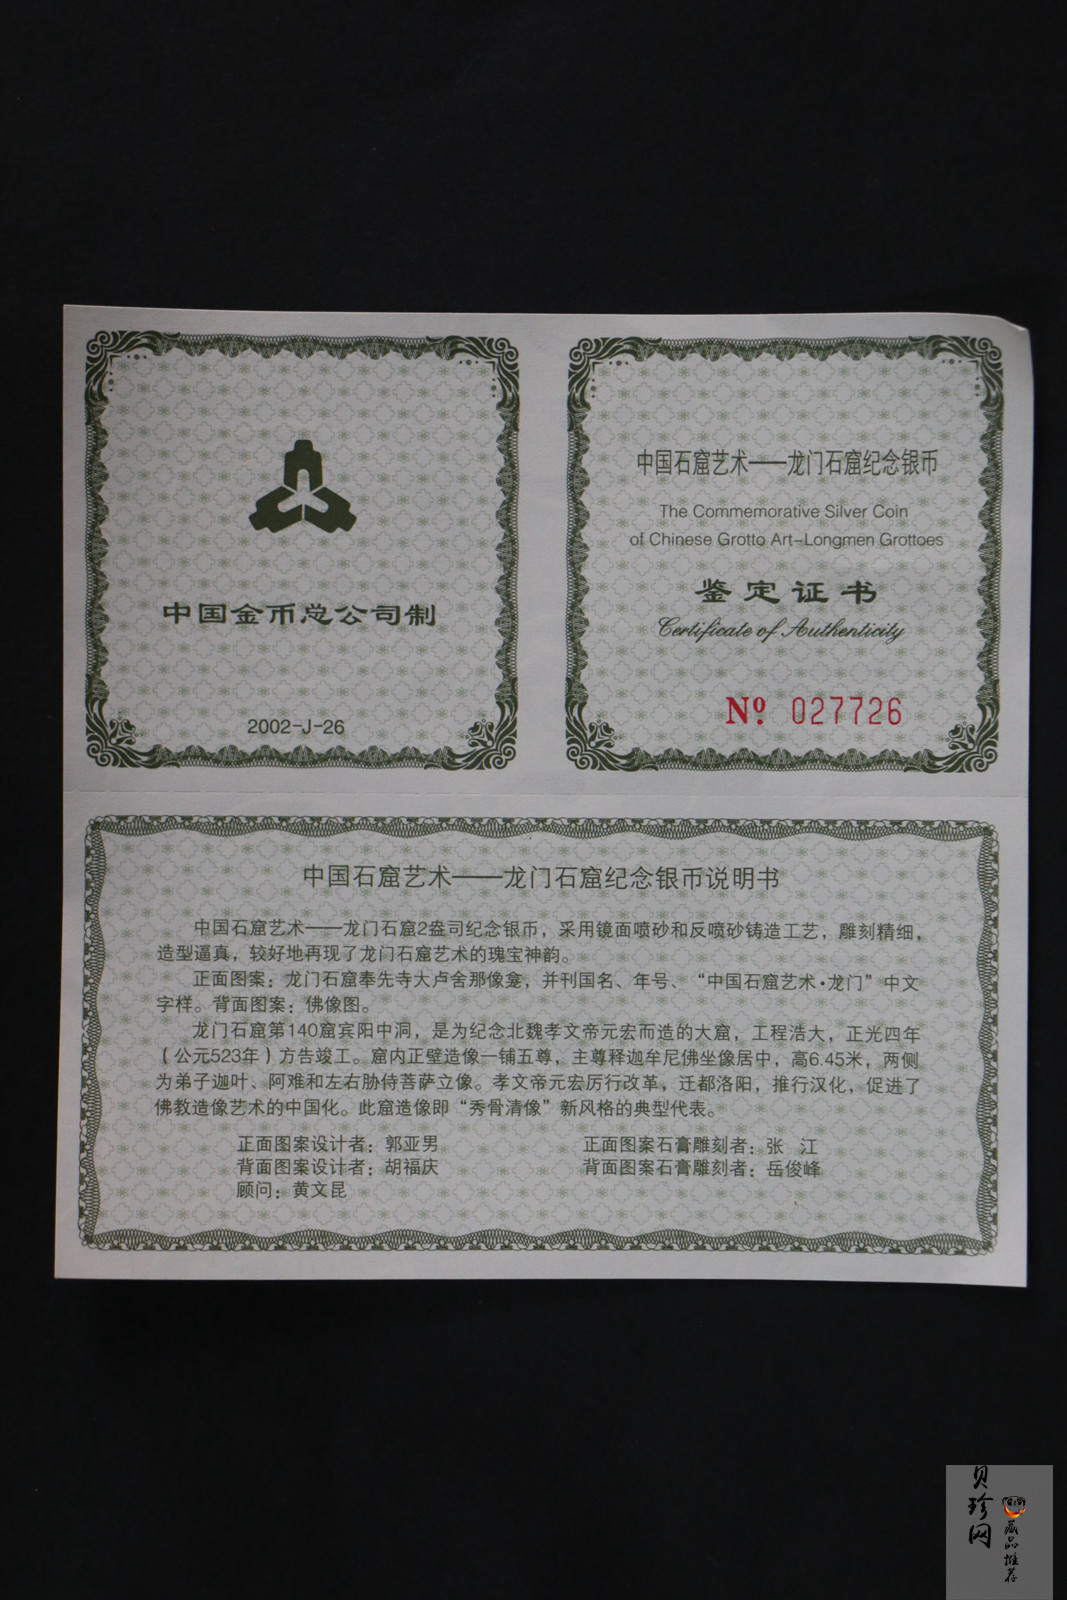 中国金币总公司制
2002-J-26
中国石窟艺术——龙门石窟纪念银币
The Commemorative Silver Coin
of Chinese Grotto Art-Longmen Grottoes
鉴定证书
Certificate of Authenticity
Nº 027726
中国石窟艺术——龙门石窟纪念银币说明书
中国石窟艺术——龙门石窟2盎司纪念银币，采用镜面喷砂和反喷砂铸造工艺，雕刻精细，
造型逼真，较好地再现了龙门石窟艺术的瑰宝神韵。
正面图案：龙门石窟奉先寺大卢舍那像龛，并刊国名、年号、“中国石窟艺术·龙门”中文
字样。背面图案：佛像图。
龙门石窟第140窟宾阳中洞，是为纪念北魏孝文帝元宏而造的大窟，工程浩大，正光四年
（公元523年）方告竣工。窟内正壁造像一铺五尊，主尊释迦牟尼佛坐像居中，高6.45米，两侧
为弟子迦叶、阿难和左右胁侍菩萨立像。孝文帝元宏厉行改革，迁都洛阳，推行汉化，促进了
佛教造像艺术的中国化。此窟造像即“秀骨清像”新风格的典型代表。
正面图案设计者：郭亚男 正面图案石膏雕刻者：张 江
背面图案设计者：胡福庆 背面图案石膏雕刻者：岳俊峰
顾问：黄文昆
贝珍网
藏品推荐